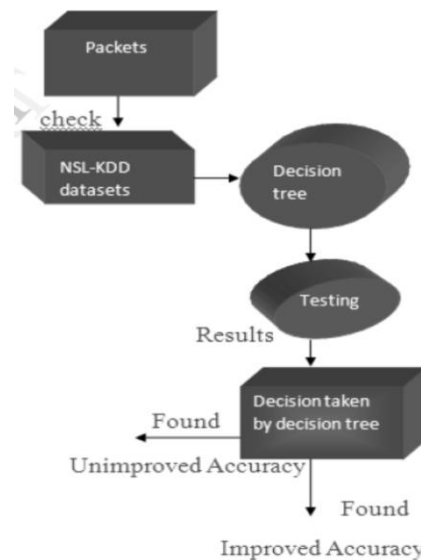 Packets
check
NSL-KDD
datasets
Decision
tree
Testing
Results
Decision taken
by decision tree
Found
Unimproved Accuracy
Found
Improved Accuracy